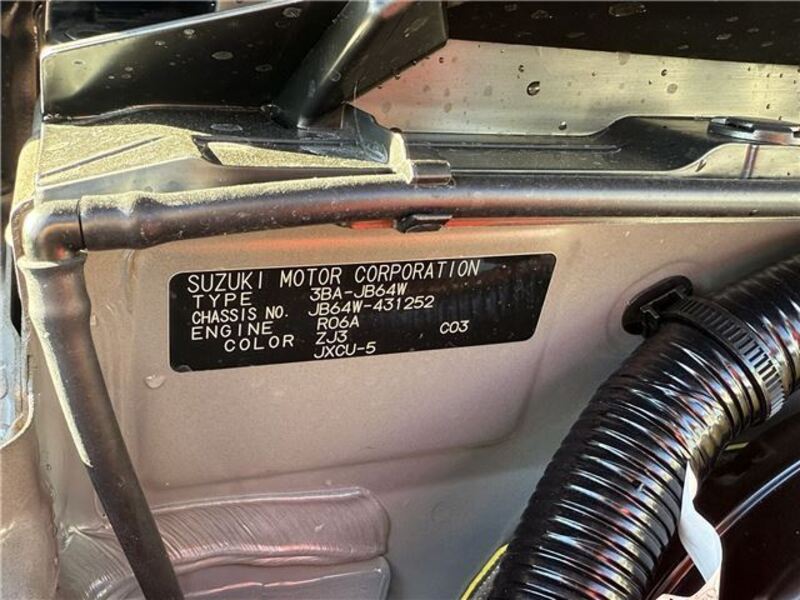 SUZUKI MOTOR CORPORATION
TYPE 3BA-JB64W
CHASSIS NO. JB64W-431252
ENGINE R06A
COLOR ZJ3 C03
JXCU-5